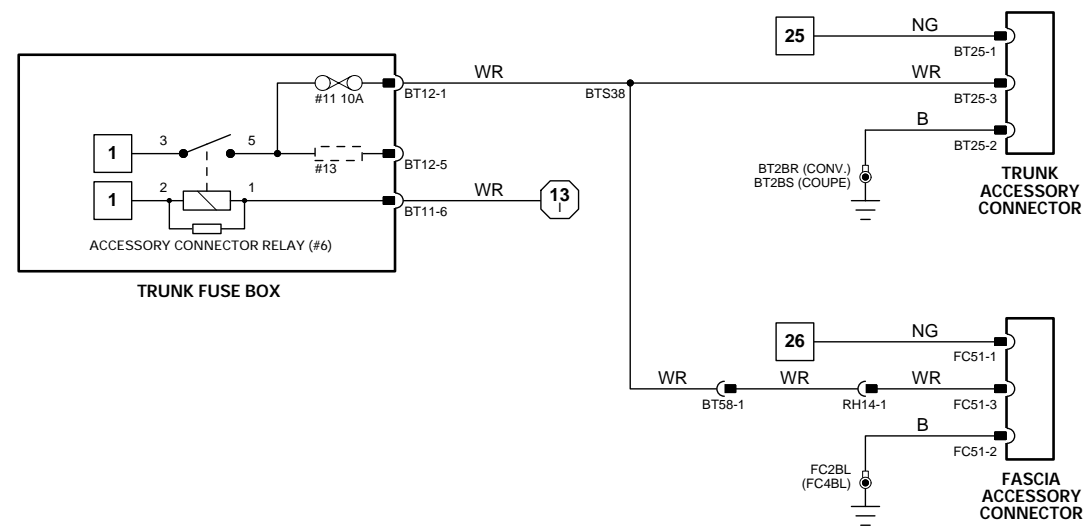 25
NG
BT25-1
WR
#11 10A
BT12-1
BTS38
WR
BT25-3
1
3
5
#13
BT12-5
B
BT25-2
BT2BR (CONV.)
BT2BS (COUPE)
TRUNK
ACCESSORY
CONNECTOR
1
2
1
WR
BT11-6
13
I
ACCESSORY CONNECTOR RELAY (#6)
TRUNK FUSE BOX
26
NG
FC51-1
WR
BT58-1
WR
RH14-1
WR
FC51-3
B
FC51-2
FC2BL
(FC4BL)
FASCIA
ACCESSORY
CONNECTOR